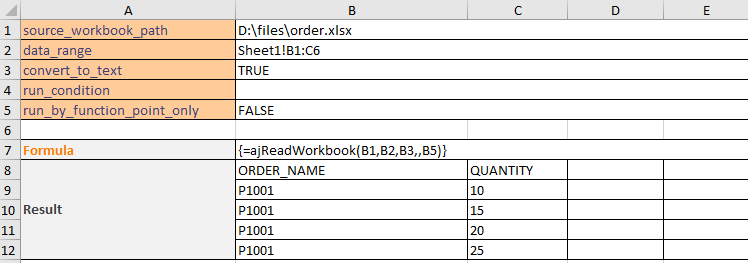 A B C D E
1 source_workbook_path D:\files\order.xlsx
2 data_range Sheet1!B1:C6
3 convert_to_text TRUE
4 run_condition
5 run_by_function_point_only FALSE
6
7 Formula {=ajReadWorkbook(B1,B2,B3,,B5)}
8 ORDER_NAME QUANTITY
9 P1001 10
10 Result P1001 15
11 P1001 20
12 P1001 25